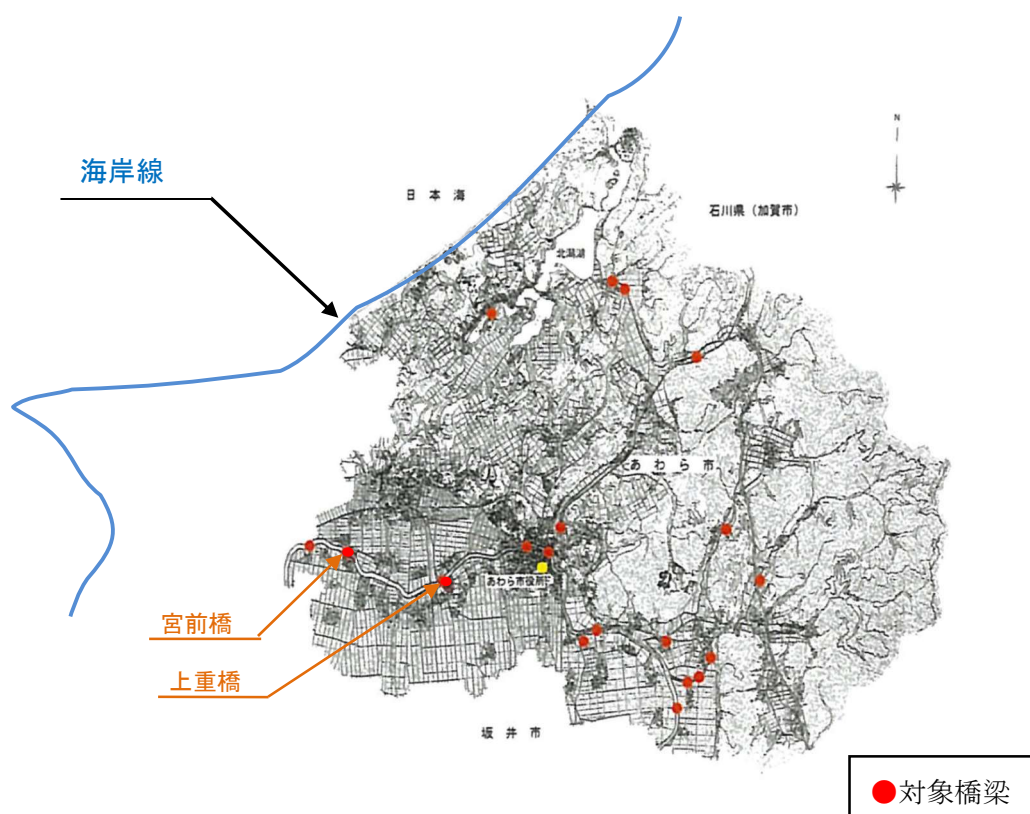 N
海岸線
日本海
石川県（加賀市）
北潟湖
あわら市
あわら市役所
宮前橋
上重橋
坂井市
●対象橋梁